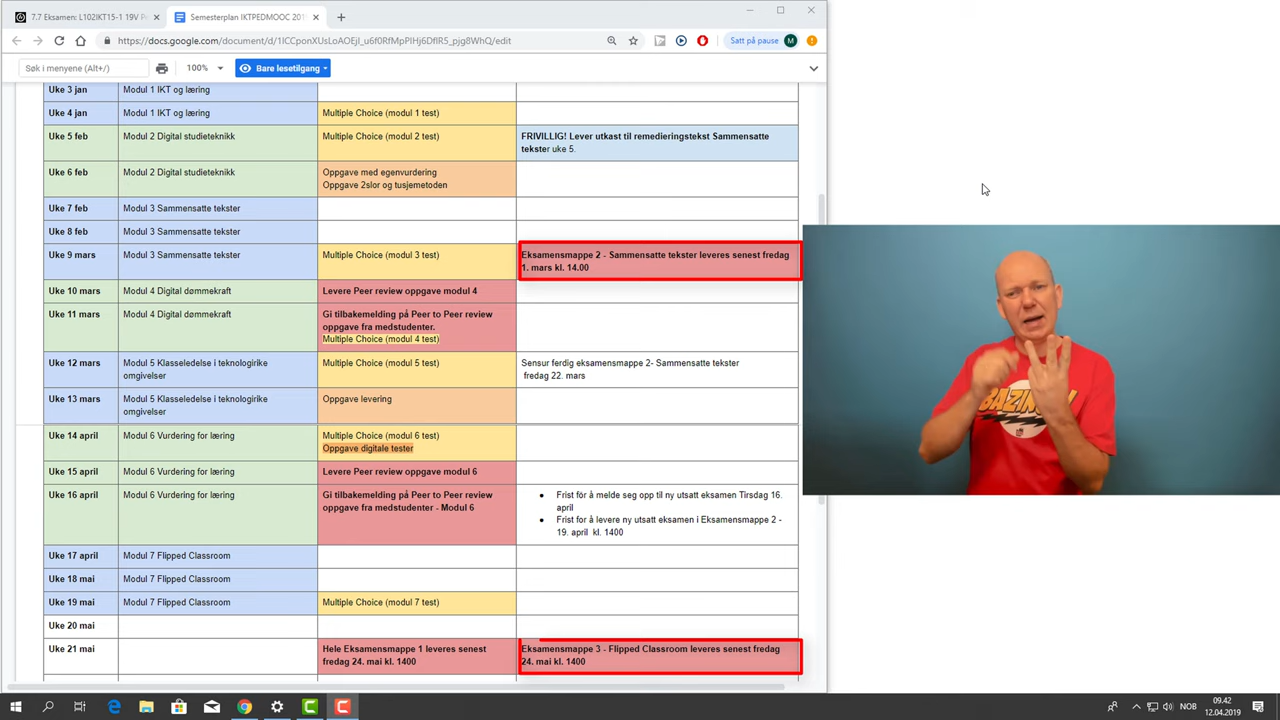 7.7 Eksamen: L102IKT15-1 19V P
Semesterplan IKTPEDMOOC 201
https://docs.google.com/document/d/1ICCponXUsLoAOEjI_u6f0RfMpPIHj6DfIR5_pjg8WhQ/edit
Satt på pause
M
Søk i menyene (Alt+/)
100%
Bare lesetilgang
Uke 3 jan
Modul 1 IKT og læring
Uke 4 jan
Modul 1 IKT og læring
Multiple Choice (modul 1 test)
Uke 5 feb
Modul 2 Digital studieteknikk
Multiple Choice (modul 2 test)
FRIVILLIG! Lever utkast til remedieringstekst Sammensatte
tekster uke 5.
Uke 6 feb
Modul 2 Digital studieteknikk
Oppgave med egenvurdering
Oppgave 2slor og tusjemetoden
Uke 7 feb
Modul 3 Sammensatte tekster
Uke 8 feb
Modul 3 Sammensatte tekster
Uke 9 mars
Modul 3 Sammensatte tekster
Multiple Choice (modul 3 test)
Eksamensmappe 2 - Sammensatte tekster leveres senest fredag
1. mars kl. 14.00
Uke 10 mars
Modul 4 Digital dømmekraft
Levere Peer review oppgave modul 4
Uke 11 mars
Modul 4 Digital dømmekraft
Gi tilbakemelding på Peer to Peer review
oppgave fra medstudenter.
Multiple Choice (modul 4 test)
Uke 12 mars
Modul 5 Klasseledelse i teknologirike
omgivelser
Multiple Choice (modul 5 test)
Sensur ferdig eksamensmappe 2- Sammensatte tekster
fredag 22. mars
Uke 13 mars
Modul 5 Klasseledelse i teknologirike
omgivelser
Oppgave levering
Uke 14 april
Modul 6 Vurdering for læring
Multiple Choice (modul 6 test)
Oppgave digitale tester
Uke 15 april
Modul 6 Vurdering for læring
Levere Peer review oppgave modul 6
Uke 16 april
Modul 6 Vurdering for læring
Gi tilbakemelding på Peer to Peer review
oppgave fra medstudenter - Modul 6
Frist for å melde seg opp til ny utsatt eksamen Tirsdag 16.
april
Frist for å levere ny utsatt eksamen i Eksamensmappe 2 -
19. april kl. 1400
Uke 17 april
Modul 7 Flipped Classroom
Uke 18 mai
Modul 7 Flipped Classroom
Uke 19 mai
Modul 7 Flipped Classroom
Multiple Choice (modul 7 test)
Uke 20 mai
Uke 21 mai
Hele Eksamensmappe 1 leveres senest
fredag 24. mai kl. 1400
Eksamensmappe 3 - Flipped Classroom leveres senest fredag
24. mai kl. 1400
BAZINGA!
NOB
09.42
12.04.2019